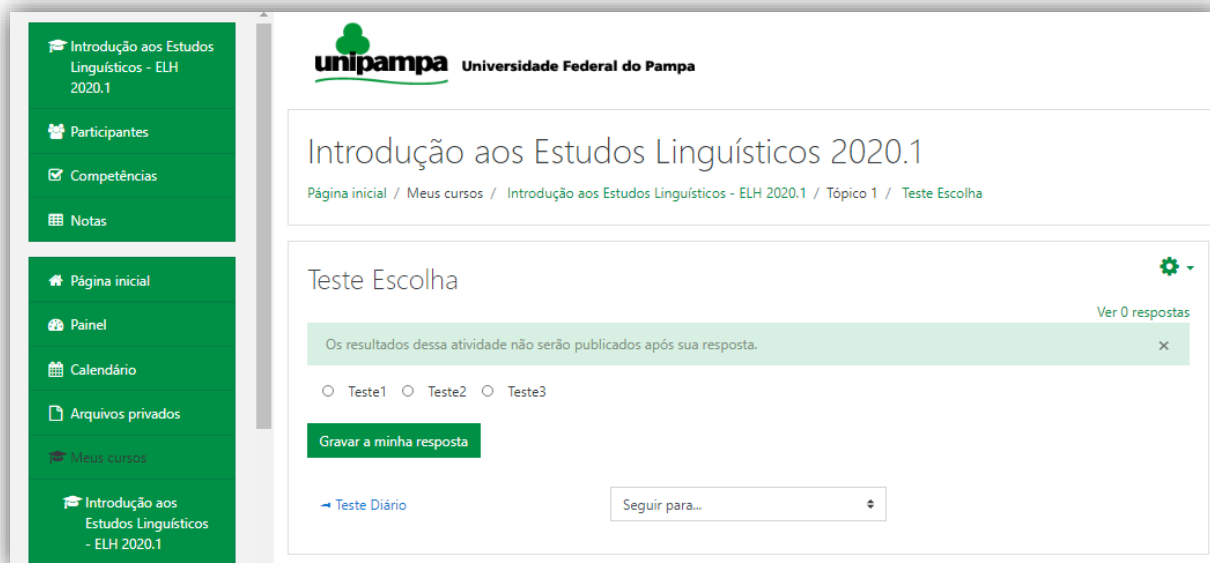 Introdução aos Estudos
Linguísticos - ELH
2020.1
Participantes
Competências
Notas
Página inicial
Painel
Calendário
Arquivos privados
Meus cursos
Introdução aos
Estudos Linguísticos
- ELH 2020.1
unipampa Universidade Federal do Pampa
Introdução aos Estudos Linguísticos 2020.1
Página inicial / Meus cursos / Introdução aos Estudos Linguísticos - ELH 2020.1 / Tópico 1 / Teste Escolha
Teste Escolha
Ver 0 respostas
Os resultados dessa atividade não serão publicados após sua resposta. ×
Teste1 Teste2 Teste3
Gravar a minha resposta
Teste Diário Seguir para...